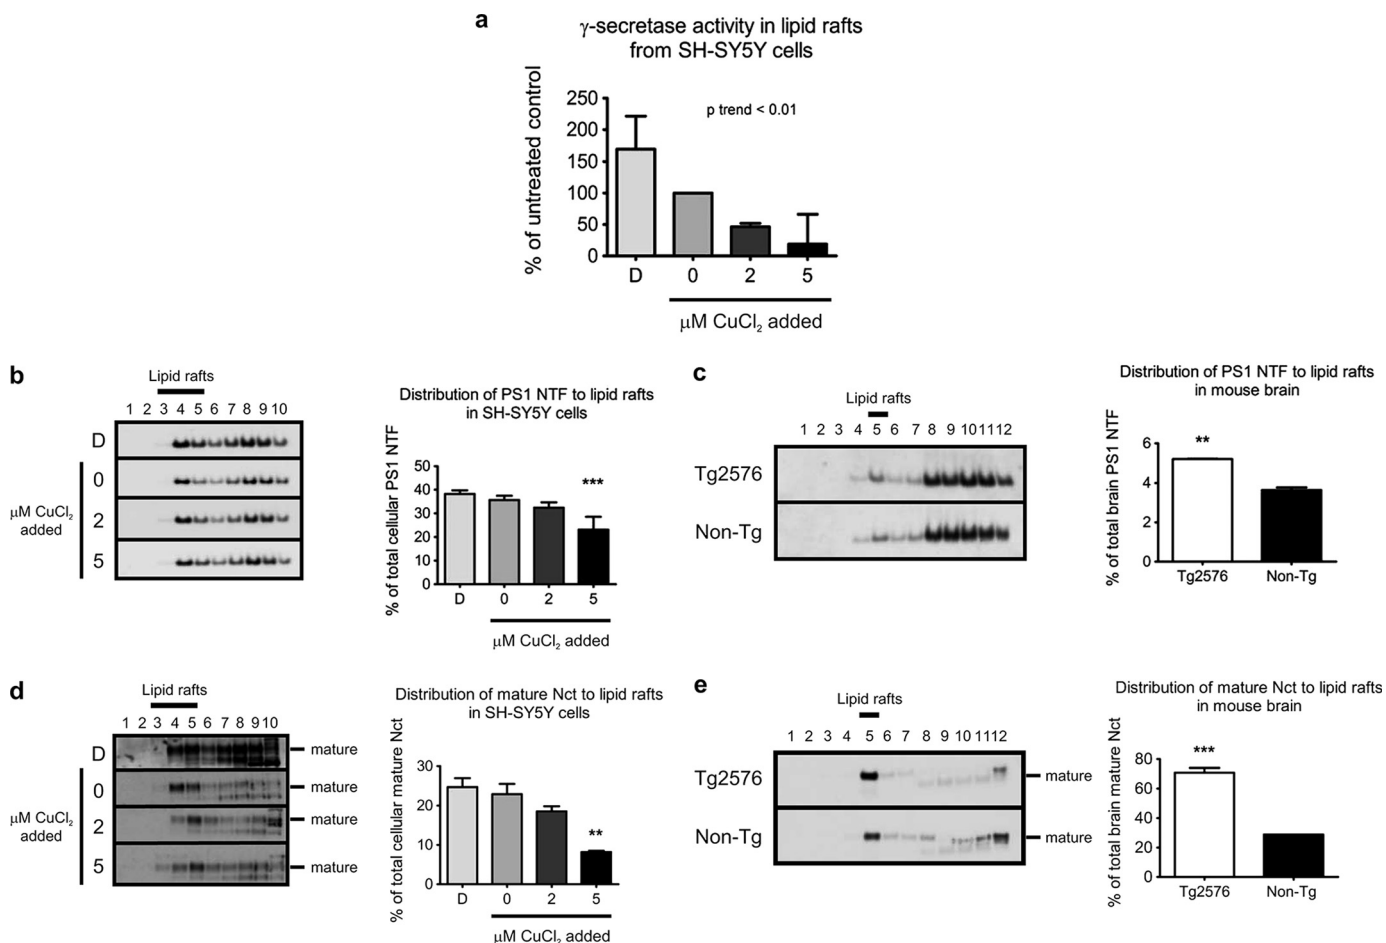 a
γ-secretase activity in lipid rafts
from SH-SY5Y cells
% of untreated control
250
200
150
100
50
0
p trend < 0.01
D 0 2 5
μM CuCl₂ added
b
Lipid rafts
1 2 3 4 5 6 7 8 9 10
D
0
2
5
μM CuCl₂
added
Distribution of PS1 NTF to lipid rafts
in SH-SY5Y cells
% of total cellular PS1 NTF
50
40
30
20
10
0
***
D 0 2 5
μM CuCl₂ added
c
Lipid rafts
1 2 3 4 5 6 7 8 9 10 11 12
Tg2576
Non-Tg
Distribution of PS1 NTF to lipid rafts
in mouse brain
% of total brain PS1 NTF
6
4
2
0
**
Tg2576 Non-Tg
d
Lipid rafts
1 2 3 4 5 6 7 8 9 10
D
0
2
5
μM CuCl₂
added
mature
mature
mature
mature
Distribution of mature Nct to lipid rafts
in SH-SY5Y cells
% of total cellular mature Nct
30
20
10
0
**
D 0 2 5
μM CuCl₂ added
e
Lipid rafts
1 2 3 4 5 6 7 8 9 10 11 12
Tg2576
Non-Tg
mature
mature
Distribution of mature Nct to lipid rafts
in mouse brain
% of total brain mature Nct
80
60
40
20
0
***
Tg2576 Non-Tg